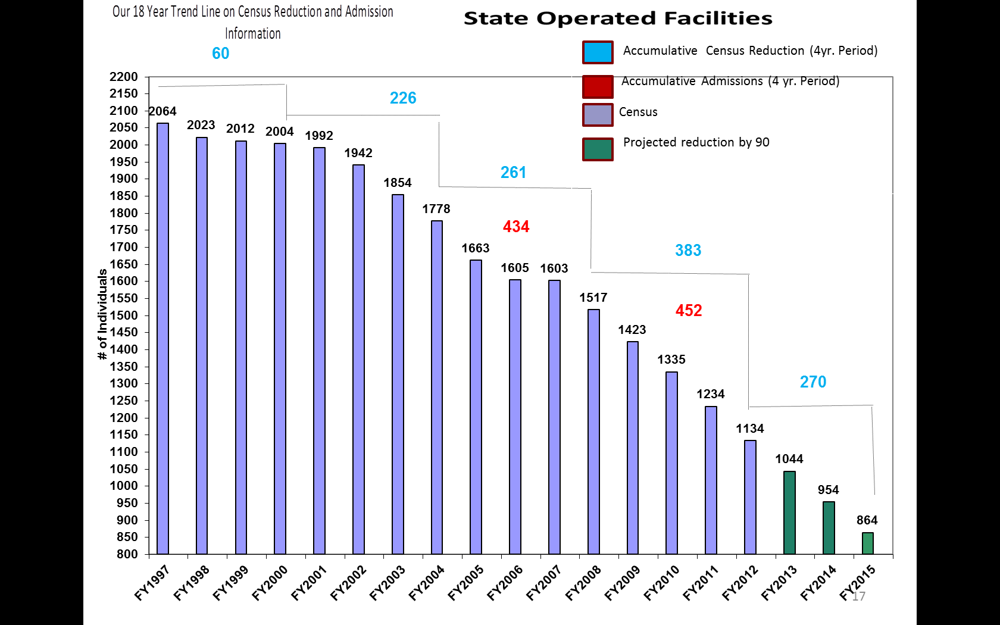 Our 18 Year Trend Line on Census Reduction and Admission
Information
State Operated Facilities
60
Accumulative Census Reduction (4yr. Period)
Accumulative Admissions (4 yr. Period)
Census
Projected reduction by 90
226
261
434
383
452
270
# of Individuals
2200
2150
2100
2050
2000
1950
1900
1850
1800
1750
1700
1650
1600
1550
1500
1450
1400
1350
1300
1250
1200
1150
1100
1050
1000
950
900
850
800
2064
2023
2012
2004
1992
1942
1854
1778
1663
1605
1603
1517
1423
1335
1234
1134
1044
954
864
FY1997
FY1998
FY1999
FY2000
FY2001
FY2002
FY2003
FY2004
FY2005
FY2006
FY2007
FY2008
FY2009
FY2010
FY2011
FY2012
FY2013
FY2014
FY2015
17